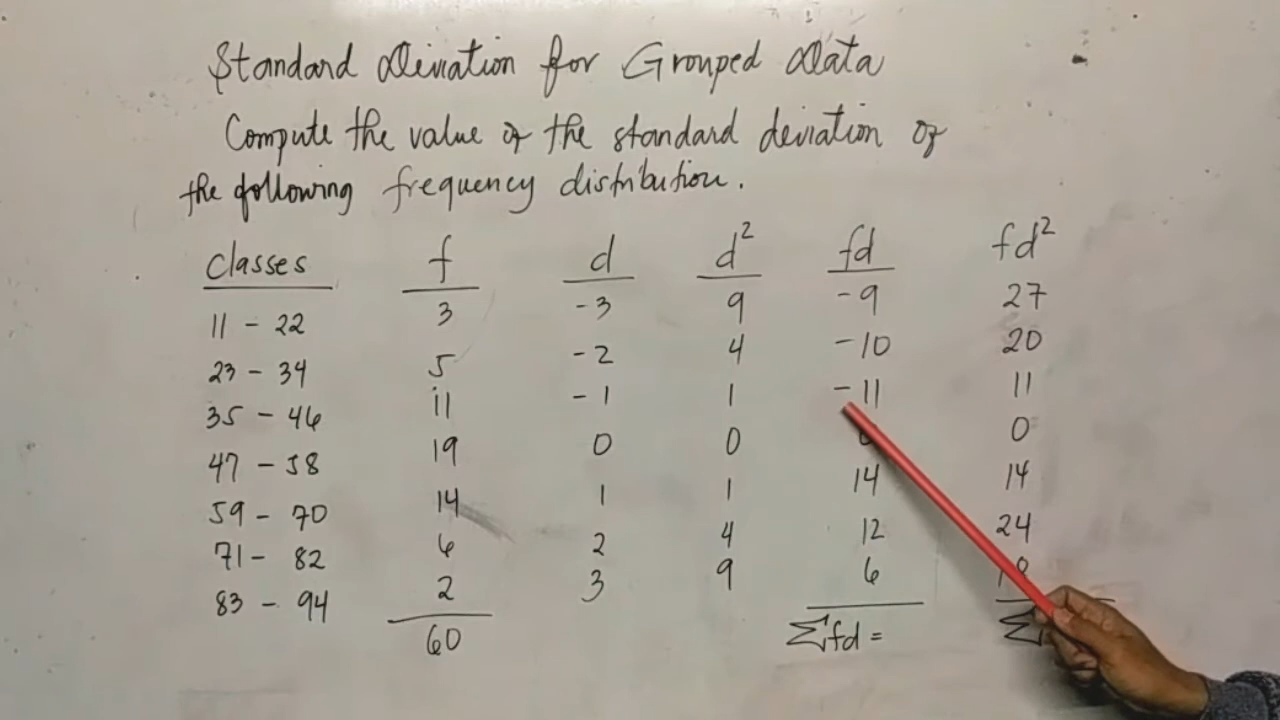 Standard Deviation for Grouped Data
Compute the value of the standard deviation of
the following frequency distribution.
classes f d d² fd fd²
11 - 22 3 -3 9 -9 27
23 - 34 5 -2 4 -10 20
35 - 46 11 -1 1 -11 11
47 - 58 19 0 0 0
59 - 70 14 1 1 14 14
71 - 82 6 2 4 12 24
83 - 94 2 3 9 6
60 Σfd = Σ